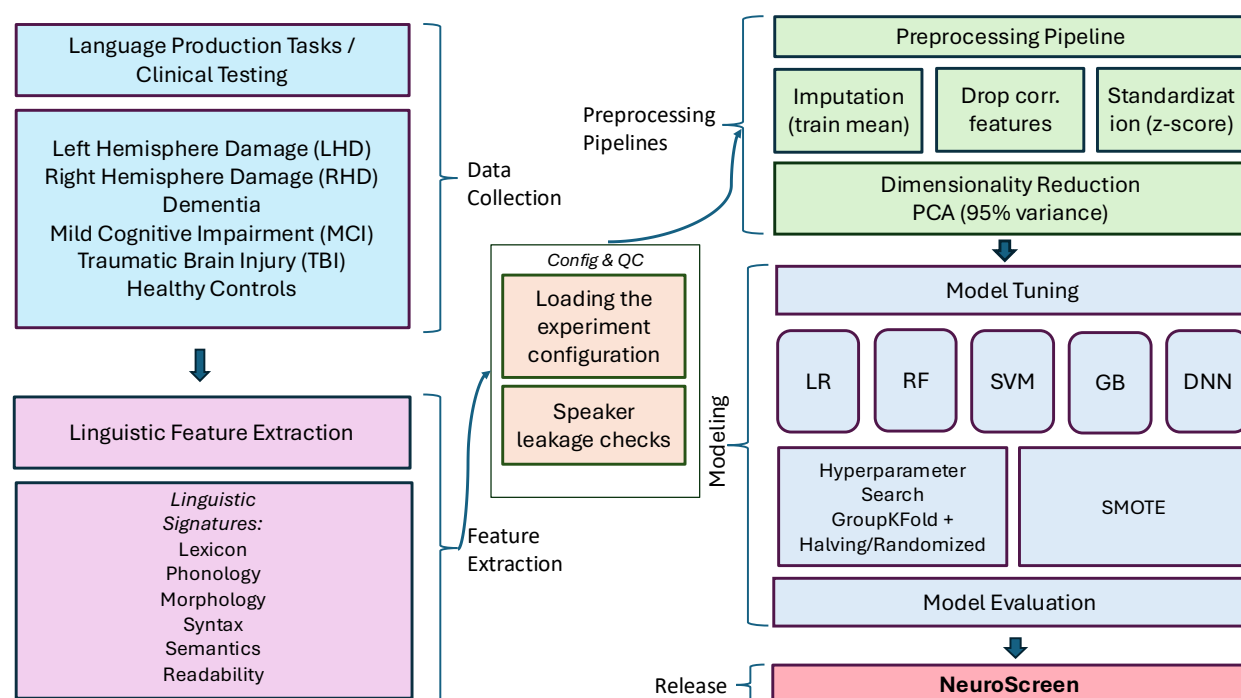 Language Production Tasks /
Clinical Testing
Left Hemisphere Damage (LHD)
Right Hemisphere Damage (RHD)
Dementia
Mild Cognitive Impairment (MCI)
Traumatic Brain Injury (TBI)
Healthy Controls
Data
Collection
Linguistic Feature Extraction
Linguistic
Signatures:
Lexicon
Phonology
Morphology
Syntax
Semantics
Readability
Feature
Extraction
Config & QC
Loading the
experiment
configuration
Speaker
leakage checks
Preprocessing
Pipelines
Preprocessing Pipeline
Imputation
(train mean)
Drop corr.
features
Standardizat
ion (z-score)
Dimensionality Reduction
PCA (95% variance)
Modeling
Model Tuning
LR
RF
SVM
GB
DNN
Hyperparameter
Search
GroupKFold +
Halving/Randomized
SMOTE
Model Evaluation
Release
NeuroScreen